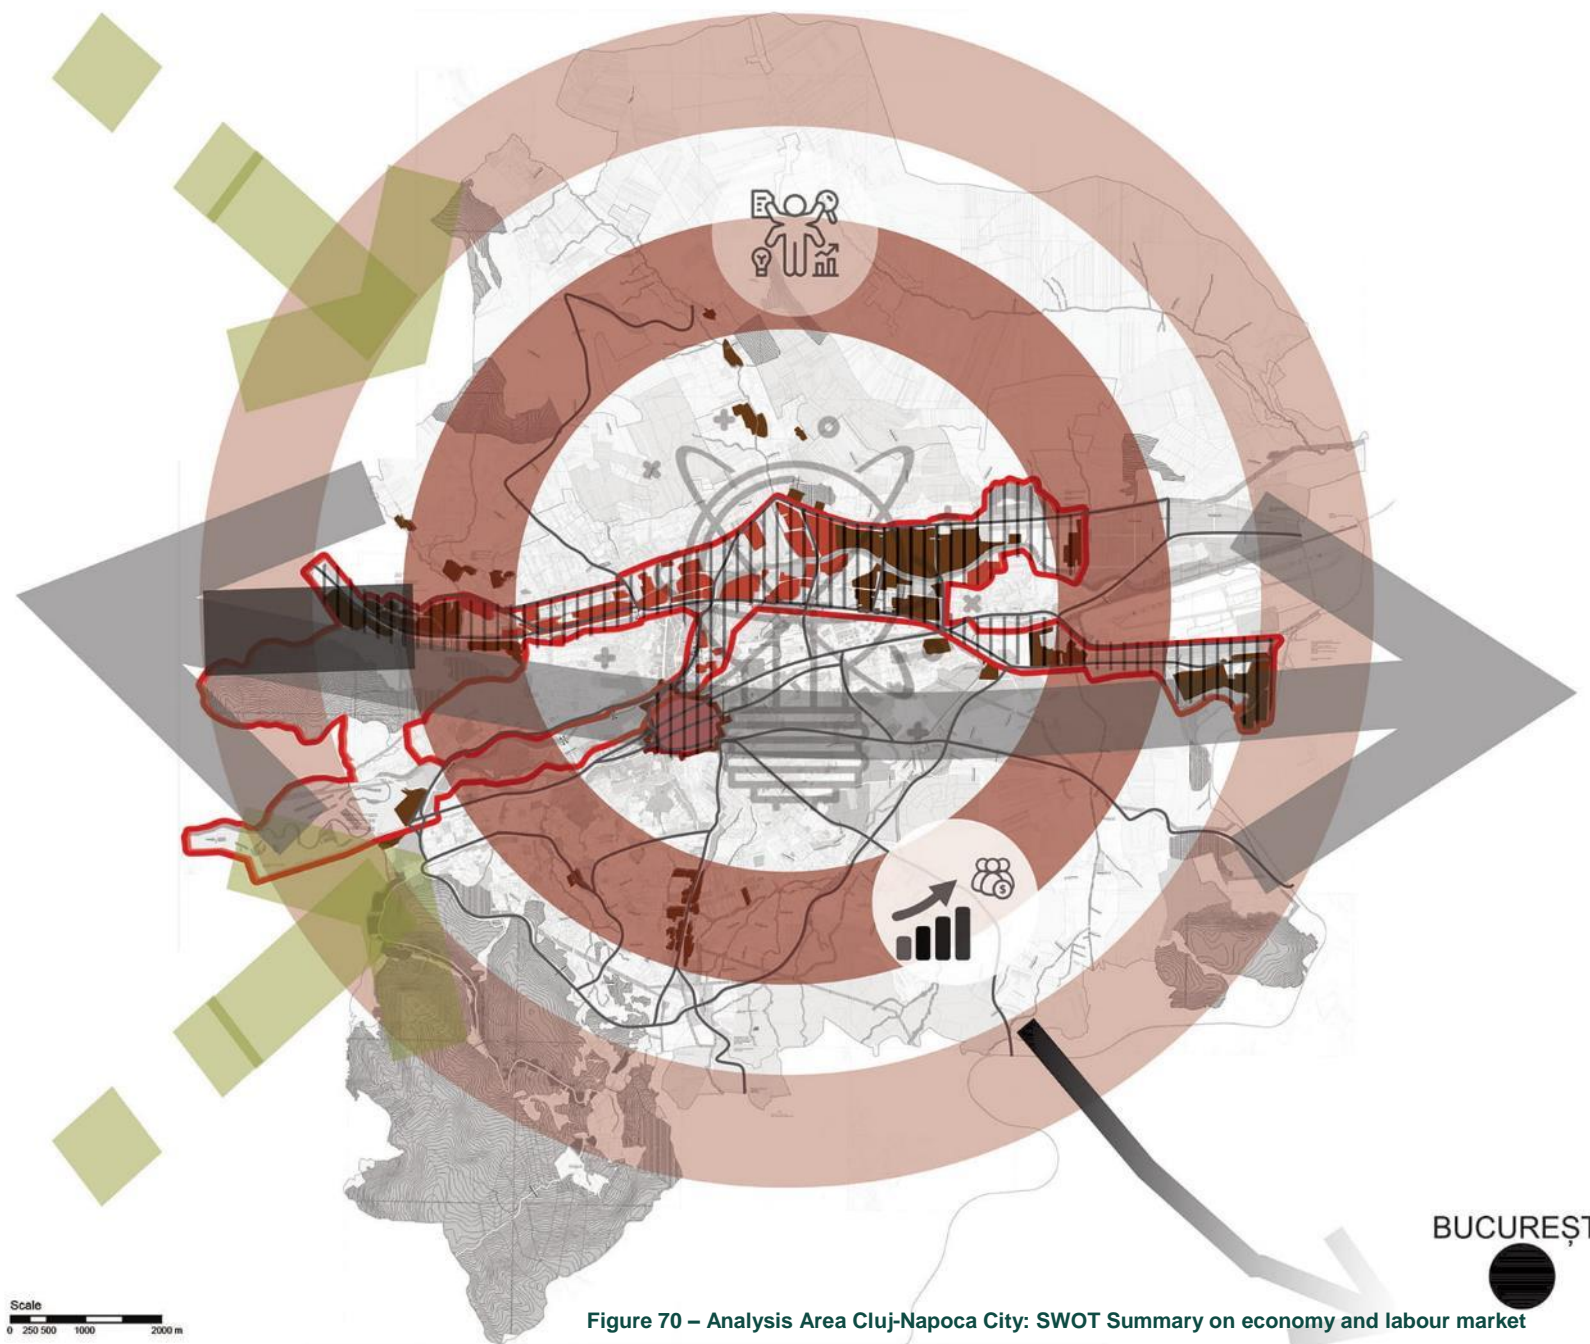 BUCUREȘT
Scale
0 250 500 1000 2000 m
Figure 70 – Analysis Area Cluj-Napoca City: SWOT Summary on economy and labour market